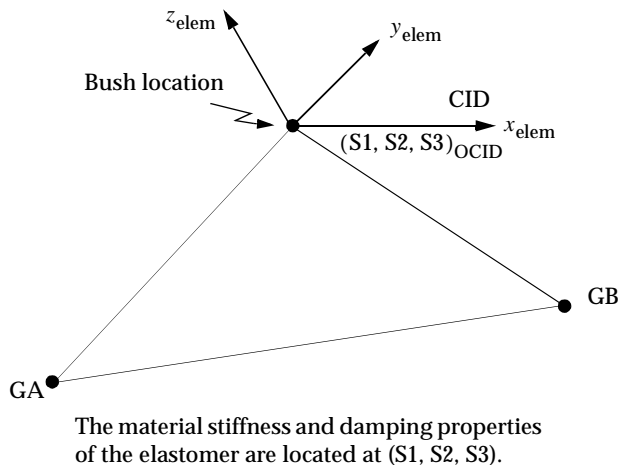 z_elem
y_elem
Bush location
CID
x_elem
(S1, S2, S3)_OCID
GB
GA
The material stiffness and damping properties
of the elastomer are located at (S1, S2, S3).